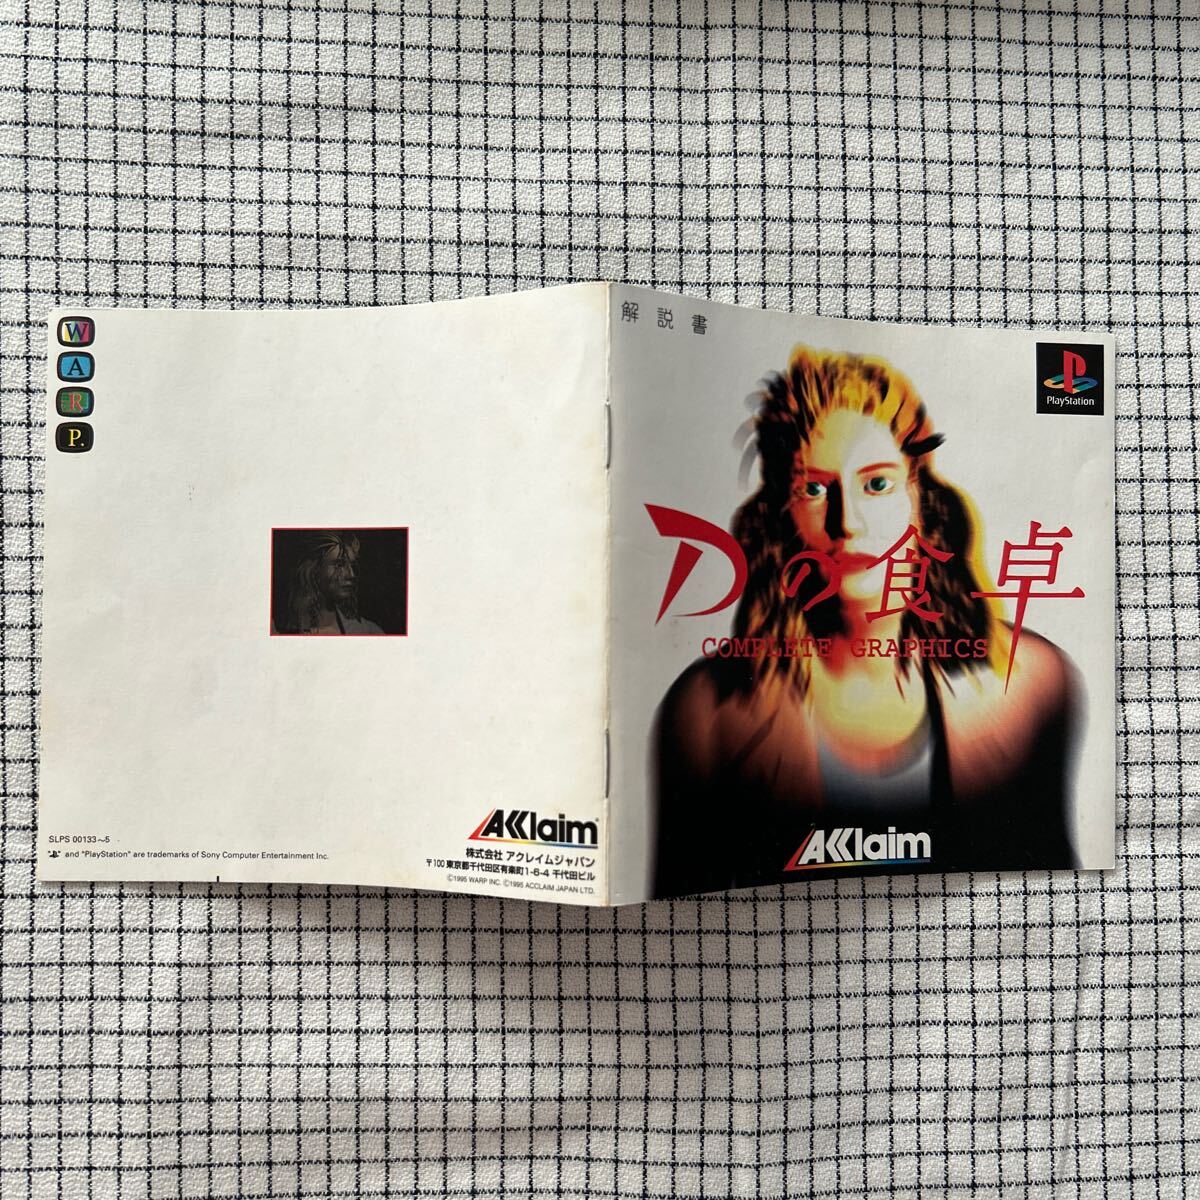 W
A
R
P.
SLPS 00133～5
"PS" and "PlayStation" are trademarks of Sony Computer Entertainment Inc.
AKKlaim
株式会社 アクレイムジャパン
〒100 東京都千代田区有楽町1-6-4 千代田ビル
©1995 WARP INC. ©1995 ACCLAIM JAPAN LTD.
解説書
PlayStation
Dの食卓
COMPLETE GRAPHICS
AKKlaim